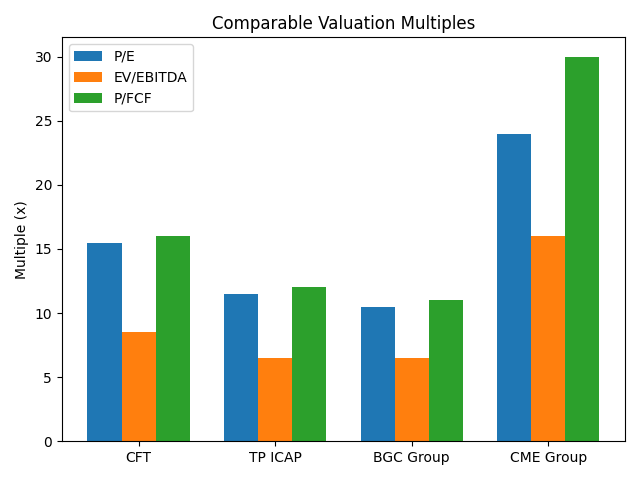 Comparable Valuation Multiples
P/E
EV/EBITDA
P/FCF
Multiple (x)
30
25
20
15
10
5
0
CFT
TP ICAP
BGC Group
CME Group